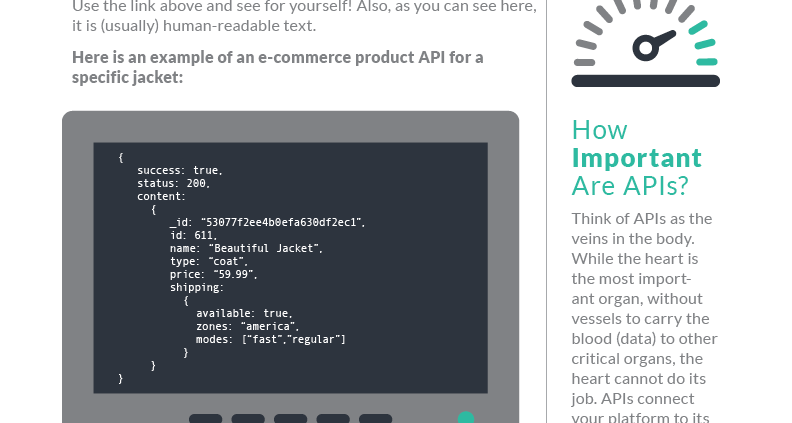 Use the link above and see for yourself! Also, as you can see here,
it is (usually) human-readable text.
Here is an example of an e-commerce product API for a
specific jacket:
{
success: true,
status: 200,
content:
{
_id: “53077f2ee4b0efa630df2ec1”,
id: 611,
name: “Beautiful Jacket”,
type: “coat”,
price: “59.99”,
shipping:
{
available: true,
zones: “america”,
modes: [“fast”,”regular”]
}
}
}
How
Important
Are APIs?
Think of APIs as the
veins in the body.
While the heart is
the most import-
ant organ, without
vessels to carry the
blood (data) to other
critical organs, the
heart cannot do its
job. APIs connect
your platform to its